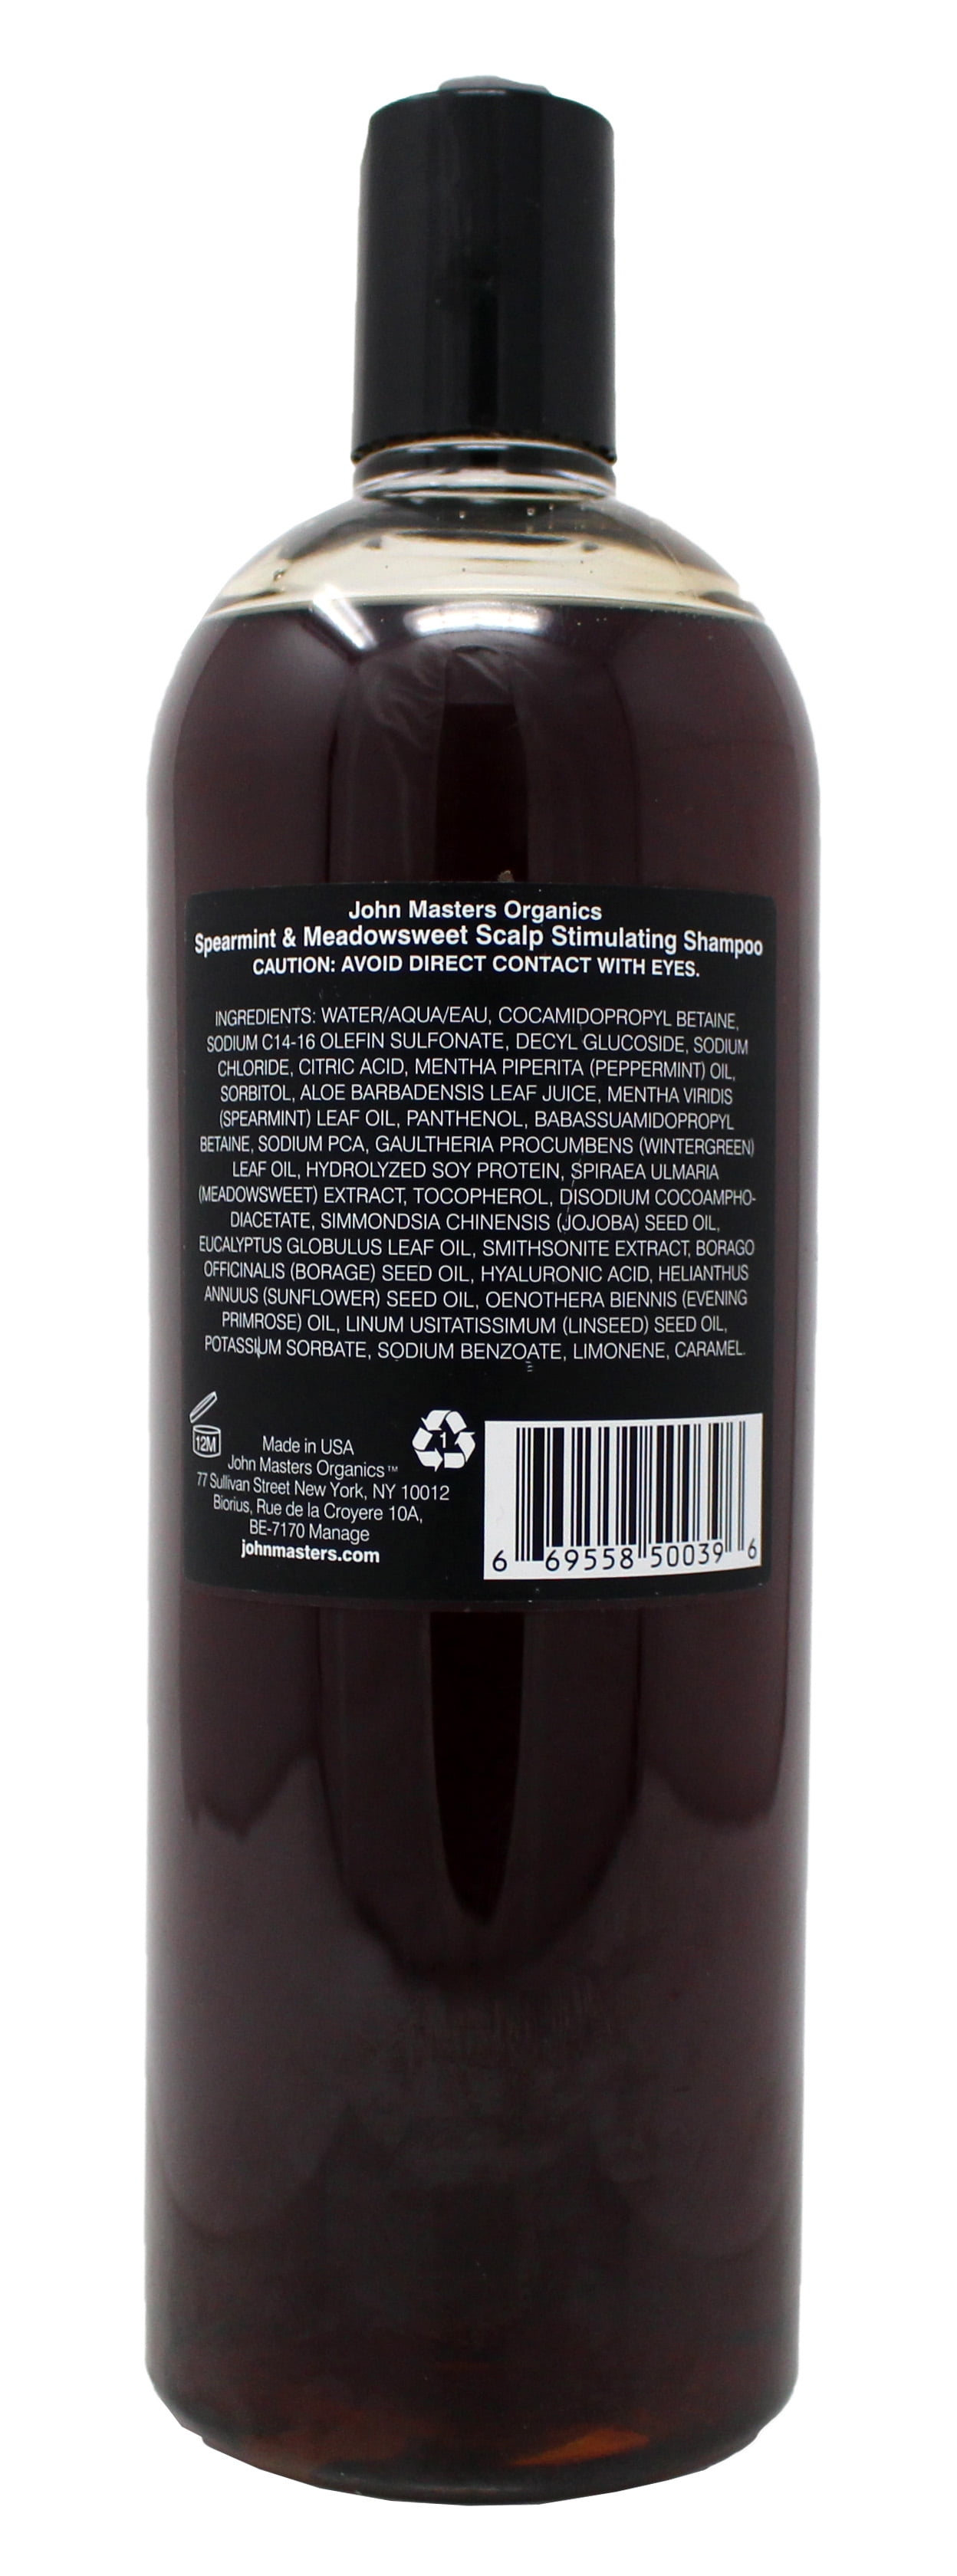 John Masters Organics
Spearmint & Meadowsweet Scalp Stimulating Shampoo
CAUTION: AVOID DIRECT CONTACT WITH EYES.
INGREDIENTS: WATER/AQUA/EAU, COCAMIDOPROPYL BETAINE,
SODIUM C14-16 OLEFIN SULFONATE, DECYL GLUCOSIDE, SODIUM
CHLORIDE, CITRIC ACID, MENTHA PIPERITA (PEPPERMINT) OIL,
SORBITOL, ALOE BARBADENSIS LEAF JUICE, MENTHA VIRIDIS
(SPEARMINT) LEAF OIL, PANTHENOL, BABASSUAMIDOPROPYL
BETAINE, SODIUM PCA, GAULTHERIA PROCUMBENS (WINTERGREEN)
LEAF OIL, HYDROLYZED SOY PROTEIN, SPIRAEA ULMARIA
(MEADOWSWEET) EXTRACT, TOCOPHEROL, DISODIUM COCOAMPHO-
DIACETATE, SIMMONDSIA CHINENSIS (JOJOBA) SEED OIL,
EUCALYPTUS GLOBULUS LEAF OIL, SMITHSONITE EXTRACT, BORAGO
OFFICINALIS (BORAGE) SEED OIL, HYALURONIC ACID, HELIANTHUS
ANNUUS (SUNFLOWER) SEED OIL, OENOTHERA BIENNIS (EVENING
PRIMROSE) OIL, LINUM USITATISSIMUM (LINSEED) SEED OIL,
POTASSIUM SORBATE, SODIUM BENZOATE, LIMONENE, CARAMEL.
12M
Made in USA
John Masters Organics™
77 Sullivan Street New York, NY 10012
Biorius, Rue de la Croyere 10A,
BE-7170 Manage
johnmasters.com
1
6 69558 50039 6